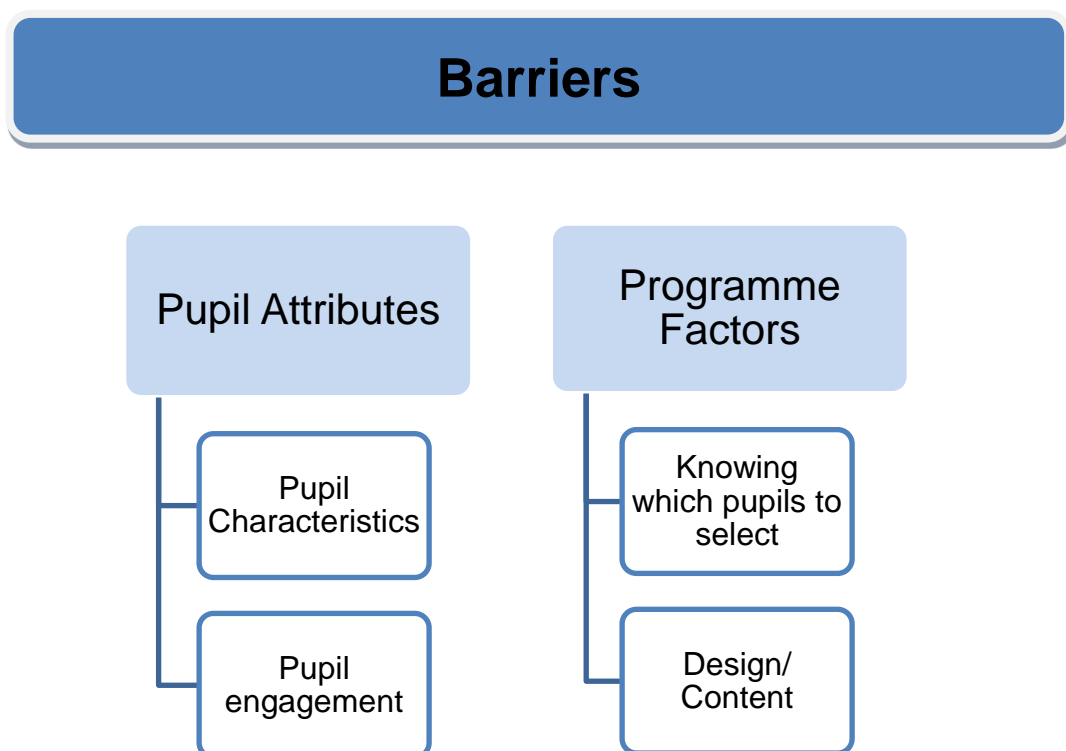 Barriers
Pupil Attributes
Pupil
Characteristics
Pupil
engagement
Programme
Factors
Knowing
which pupils to
select
Design/
Content